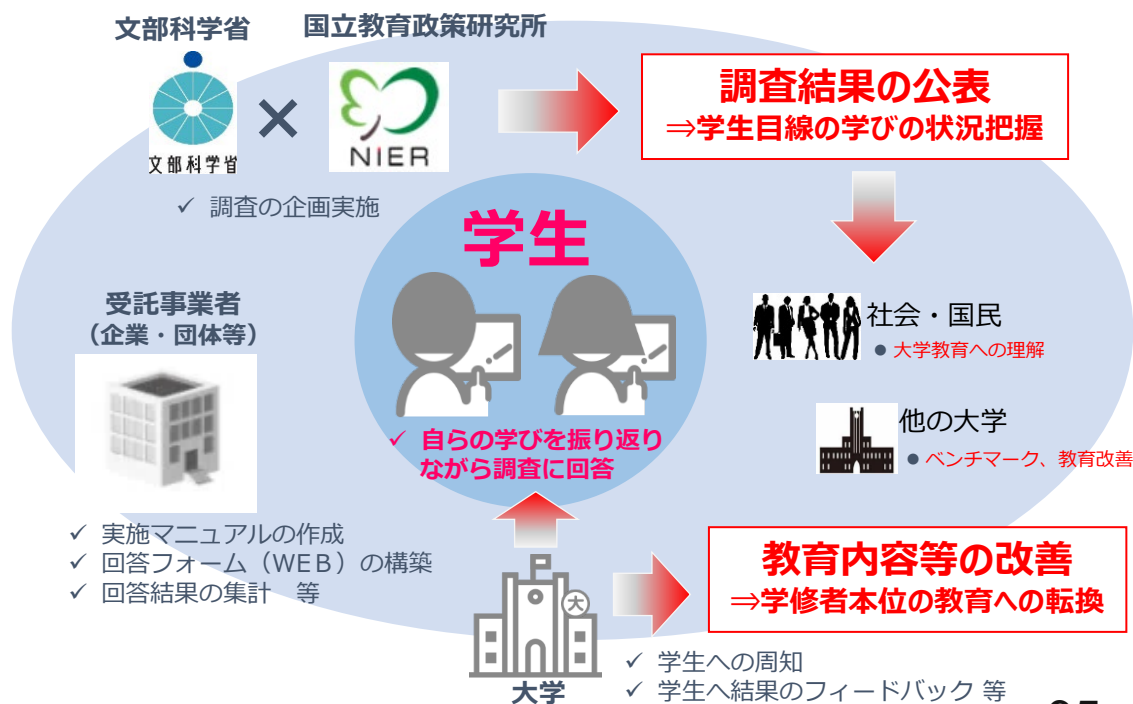 文部科学省
国立教育政策研究所
文部科学省
NIER
✓ 調査の企画実施
調査結果の公表
⇒学生目線の学びの状況把握
学生
✓ 自らの学びを振り返り
ながら調査に回答
受託事業者
（企業・団体等）
✓ 実施マニュアルの作成
✓ 回答フォーム（WEB）の構築
✓ 回答結果の集計 等
社会・国民
● 大学教育への理解
他の大学
● ベンチマーク、教育改善
教育内容等の改善
⇒学修者本位の教育への転換
大
大学
✓ 学生への周知
✓ 学生へ結果のフィードバック 等